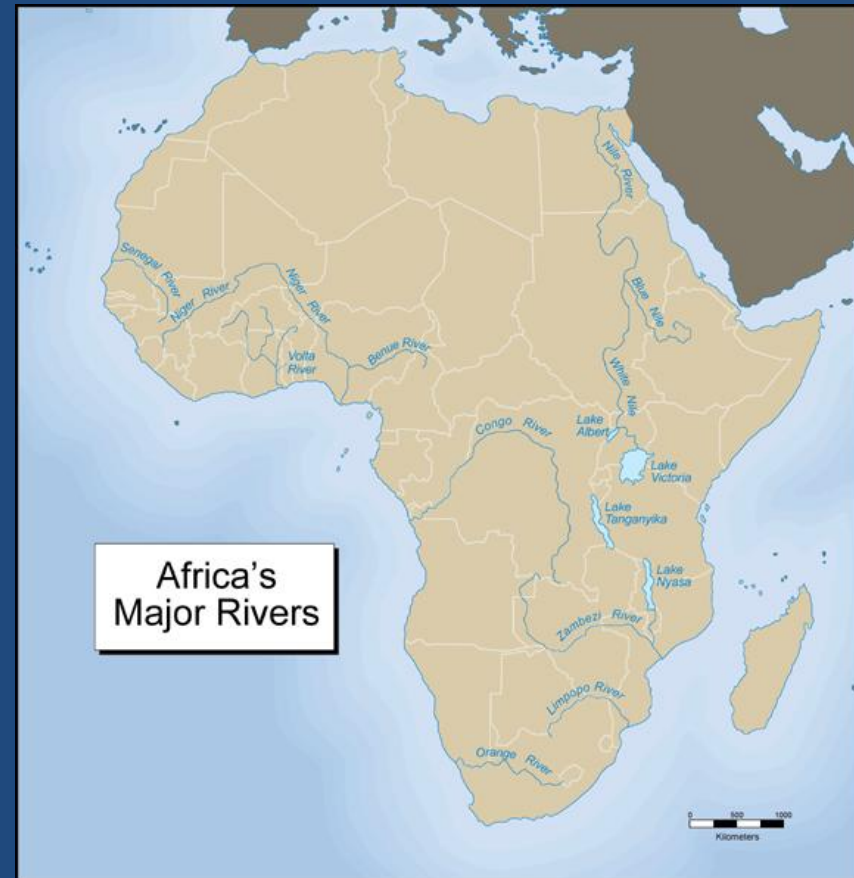 Nile River
Senegal River
Niger River
Niger River
Blue Nile
Volta
River
Benue River
White Nile
Congo River
Lake
Albert
Lake
Victoria
Lake
Tanganyika
Africa's
Major Rivers
Lake
Nyasa
Zambezi River
Limpopo River
Orange River
0 500 1000
Kilometers